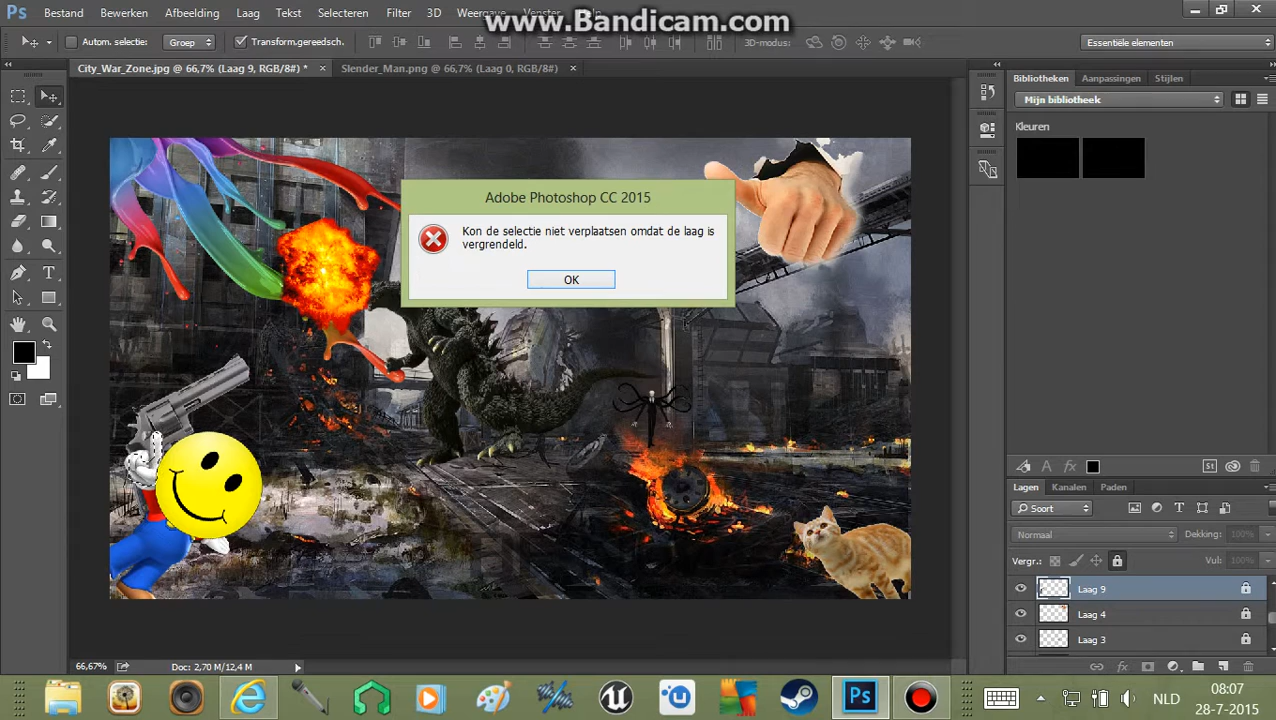 www.Bandicam.com
Ps Bestand Bewerken Afbeelding Laag Tekst Selecteren Filter 3D Weergave Venster
Autom. selectie: Groep Transform.gereedsch. 3D-modus: Essentiële elementen
City_War_Zone.jpg @ 66,7% (Laag 9, RGB/8#) * × Slender_Man.png @ 66,7% (Laag 0, RGB/8#) ×
Bibliotheken Aanpassingen Stijlen
Mijn bibliotheek
Kleuren
Adobe Photoshop CC 2015
Kon de selectie niet verplaatsen omdat de laag is
vergrendeld.
OK
Lagen Kanalen Paden
Soort
Normaal Dekking: 100%
Vergr.: Vul: 100%
Laag 9
Laag 4
Laag 3
66,67% Doc: 2,70 M/12,4 M
NLD
08:07
28-7-2015